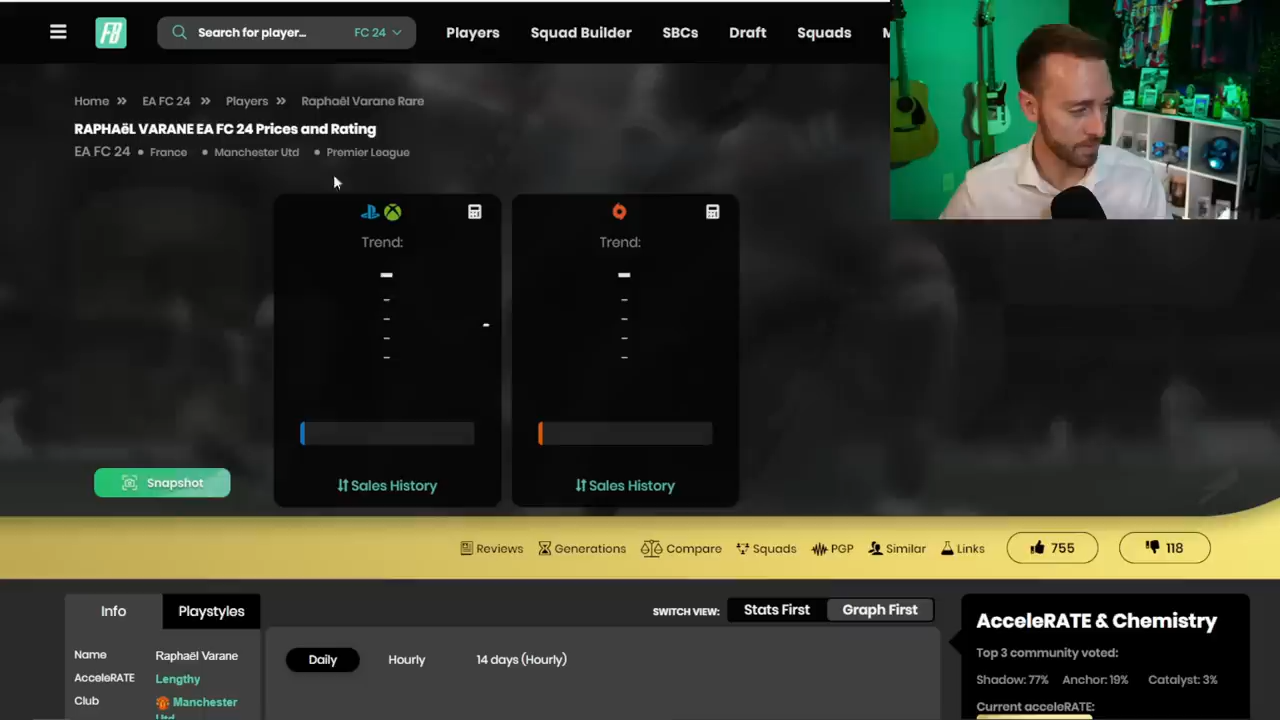 FB
Search for player...
FC 24
Players
Squad Builder
SBCs
Draft
Squads
M
Home » EA FC 24 » Players » Raphaël Varane Rare
RAPHAëL VARANE EA FC 24 Prices and Rating
EA FC 24 • France • Manchester Utd • Premier League
Trend:
-
-
-
-
-
-
Sales History
Trend:
-
-
-
-
-
Sales History
Snapshot
Reviews
Generations
Compare
Squads
PGP
Similar
Links
755
118
Info
Playstyles
SWITCH VIEW:
Stats First
Graph First
Name Raphaël Varane
AcceleRATE Lengthy
Club Manchester
Utd
Daily
Hourly
14 days (Hourly)
AcceleRATE & Chemistry
Top 3 community voted:
Shadow: 77% Anchor: 19% Catalyst: 3%
Current acceleRATE: